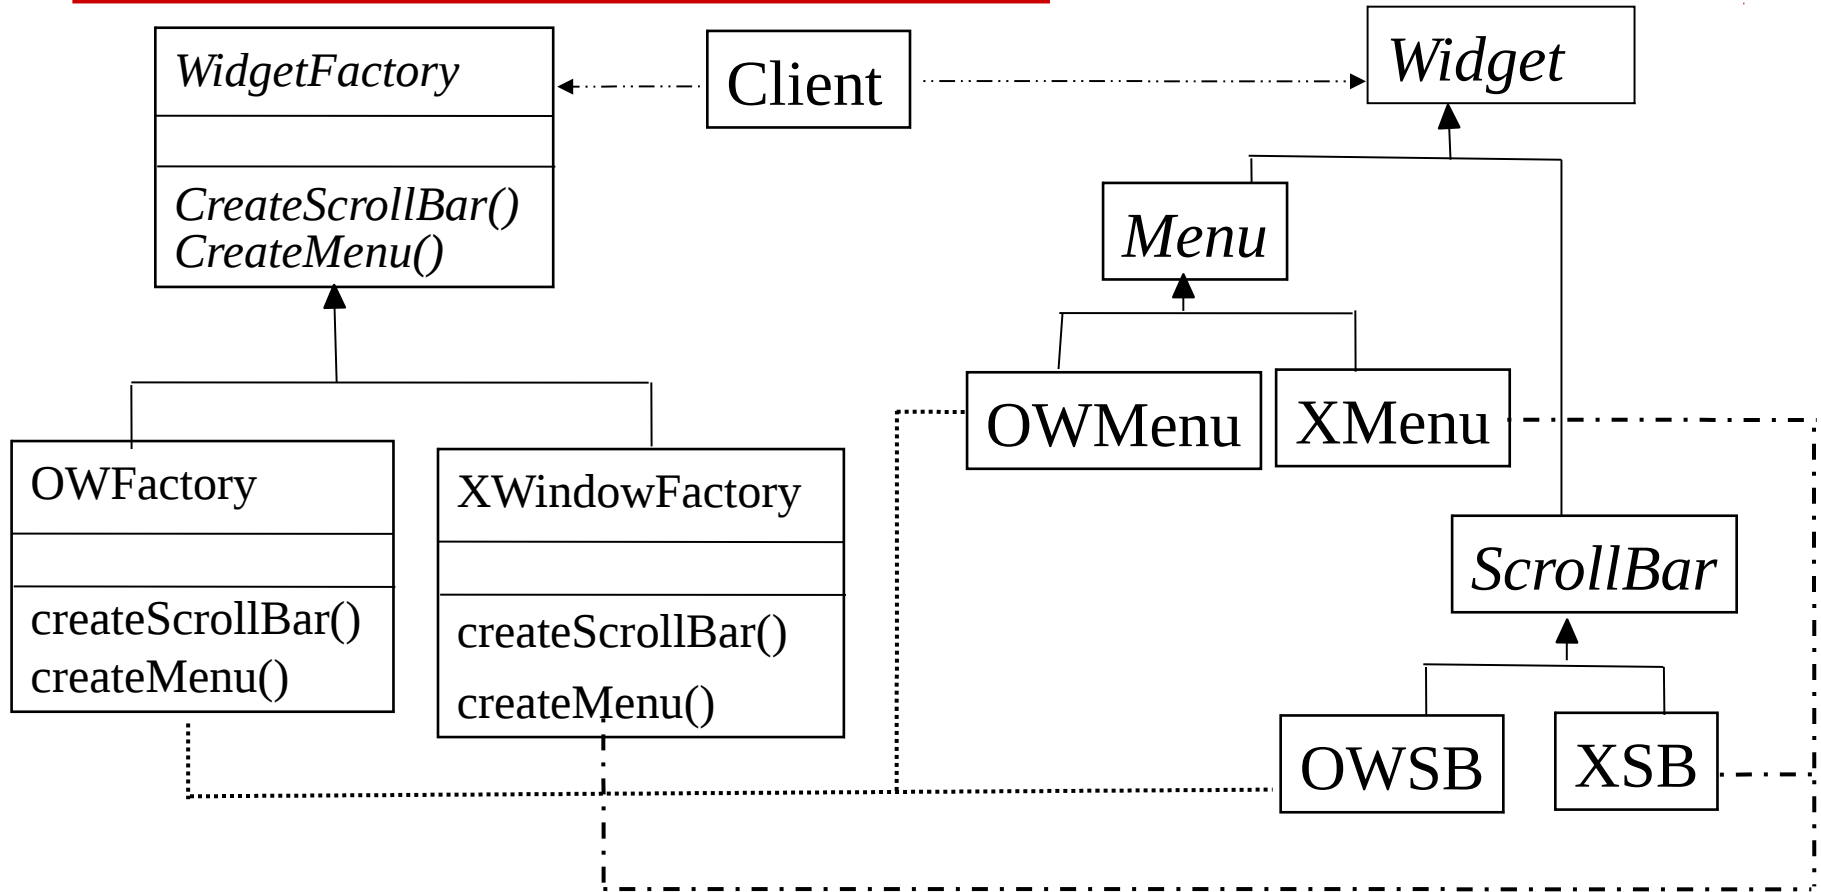 WidgetFactory
Client
Widget
CreateScrollBar()
CreateMenu()
Menu
OWMenu
XMenu
OWFactory
XWindowFactory
ScrollBar
createScrollBar()
createMenu()
createScrollBar()
createMenu()
OWSB
XSB